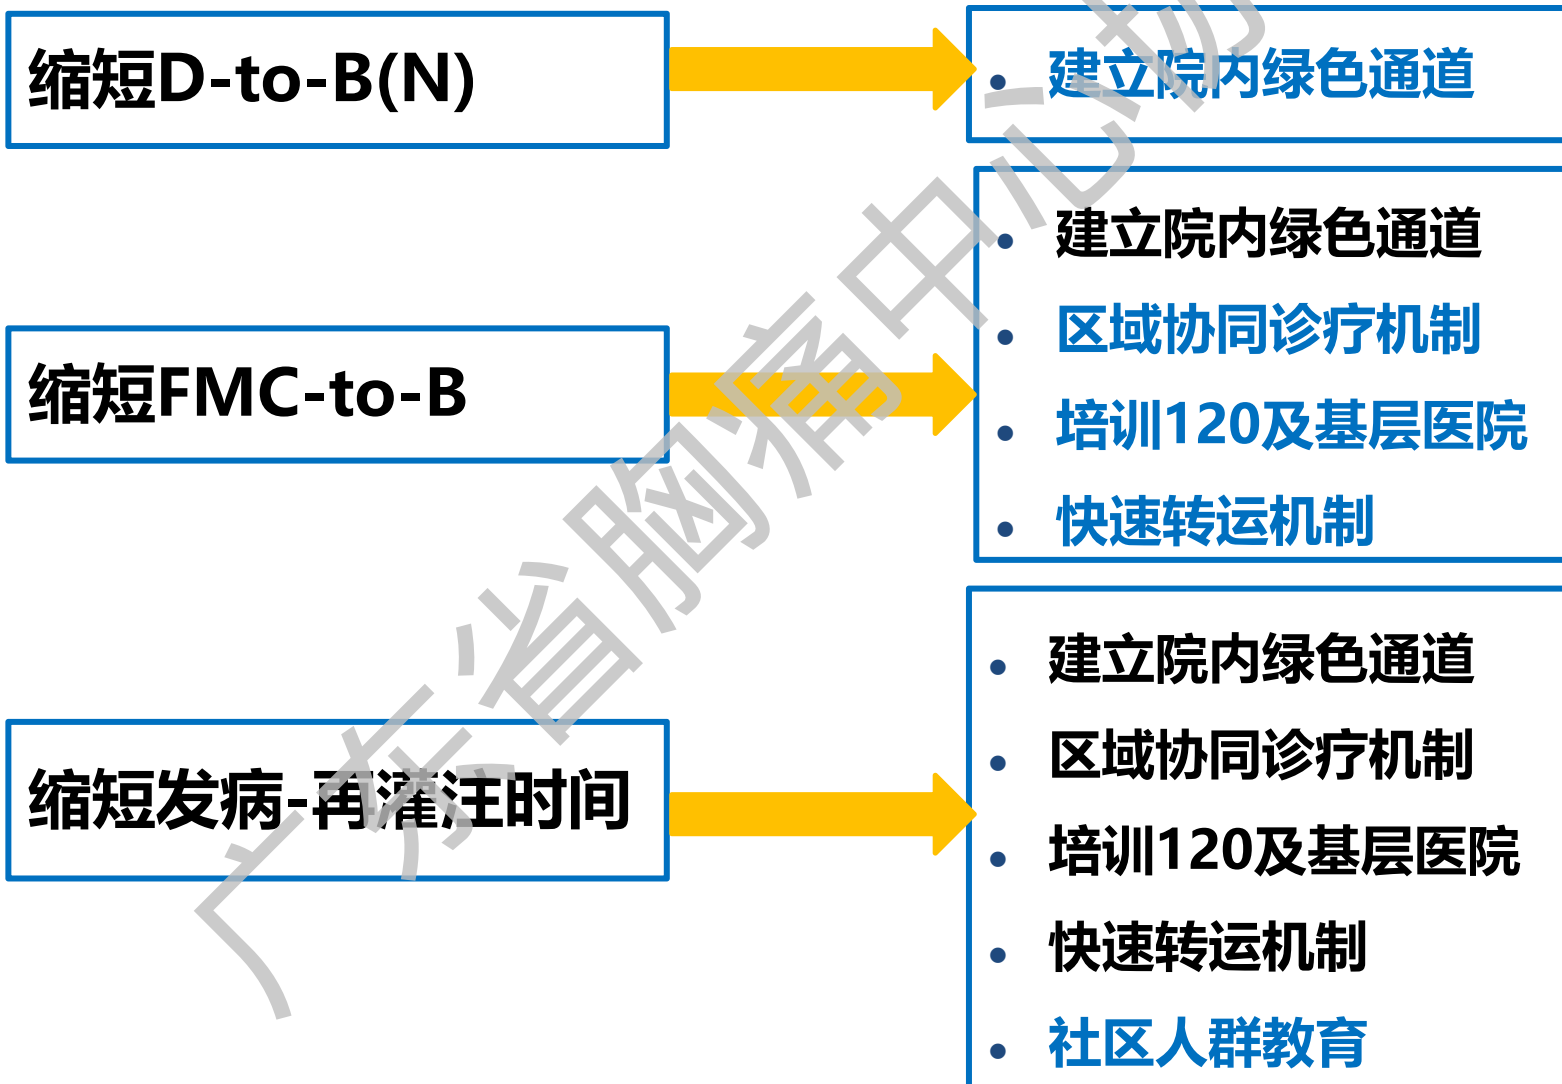 缩短D-to-B(N)
• 建立院内绿色通道
缩短FMC-to-B
• 建立院内绿色通道
• 区域协同诊疗机制
• 培训120及基层医院
• 快速转运机制
缩短发病-再灌注时间
• 建立院内绿色通道
• 区域协同诊疗机制
• 培训120及基层医院
• 快速转运机制
• 社区人群教育
广东省胸痛中心协